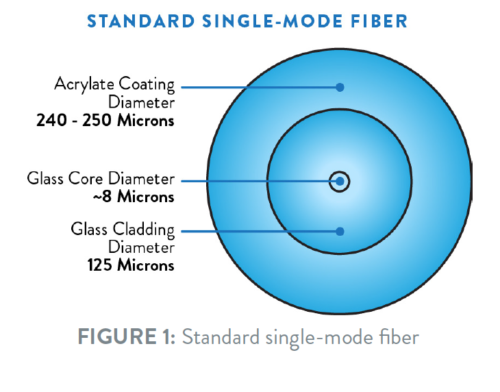 STANDARD SINGLE-MODE FIBER
Acrylate Coating
Diameter
240 - 250 Microns
Glass Core Diameter
~8 Microns
Glass Cladding
Diameter
125 Microns
FIGURE 1: Standard single-mode fiber